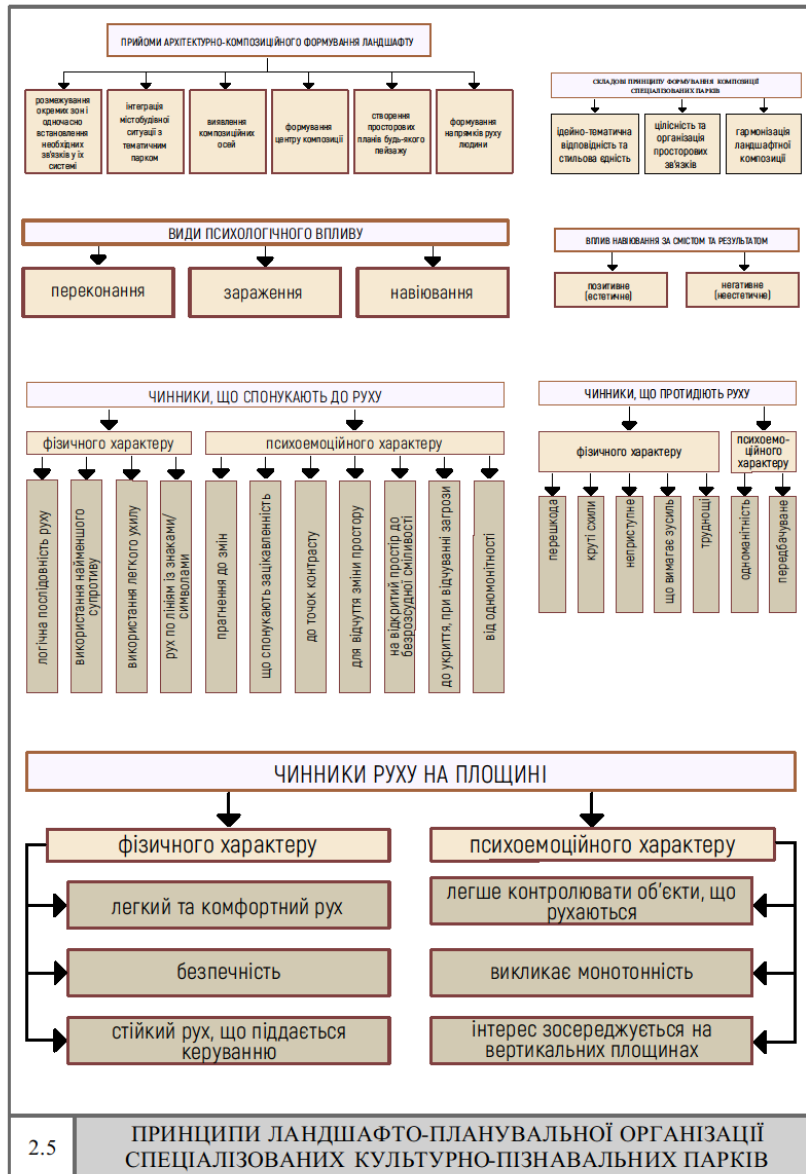 ПРИЙОМИ АРХІТЕКТУРНО-КОМПОЗИЦІЙНОГО ФОРМУВАННЯ ЛАНДШАФТУ
розмежування
окремих зон і
одночасно
встановлення
необхідних
зв'язків у їх
системі
інтеграція
містобудівної
ситуації з
тематичним
парком
виявлення
композиційних
осей
формування
центру композиції
створення
просторових
планів будь-якого
пейзажу
формування
напрямків руху
людини
СКЛАДОВІ ПРИНЦИПУ ФОРМУВАННЯ КОМПОЗИЦІЇ
СПЕЦІАЛІЗОВАНИХ ПАРКІВ
ідейно-тематична
відповідність та
стильова єдність
цілісність та
організація
просторових
зв'язків
гармонізація
ландшафтної
композиції
ВИДИ ПСИХОЛОГІЧНОГО ВПЛИВУ
переконання
зараження
навіювання
ВПЛИВ НАВІЮВАННЯ ЗА СМІСТОМ ТА РЕЗУЛЬТАТОМ
позитивне
(естетичне)
негативне
(неестетичне)
ЧИННИКИ, ЩО СПОНУКАЮТЬ ДО РУХУ
фізичного характеру
психоемоційного характеру
логічна послідовність руху
використання найменшого
супротиву
використання легкого ухилу
рух по лініям із знаками/
символами
прагнення до змін
що спонукають зацікавленність
до точок контрасту
для відчуття зміни простору
на відкритий простір до
безрозсудної сміливості
до укриття, при відчуванні загрози
від одномонітності
ЧИННИКИ, ЩО ПРОТИДІЮТЬ РУХУ
фізичного характеру
психоемо-
ційного
характеру
перешкода
круті схили
неприступне
що вимагає зусиль
труднощі
одноманітність
передбачуване
ЧИННИКИ РУХУ НА ПЛОЩИНІ
фізичного характеру
легкий та комфортний рух
безпечність
стійкий рух, що піддається
керуванню
психоемоційного характеру
легше контролювати об'єкти, що
рухаються
викликає монотонність
інтерес зосереджується на
вертикальних площинах
2.5
ПРИНЦИПИ ЛАНДШАФТО-ПЛАНУВАЛЬНОЇ ОРГАНІЗАЦІЇ
СПЕЦІАЛІЗОВАНИХ КУЛЬТУРНО-ПІЗНАВАЛЬНИХ ПАРКІВ